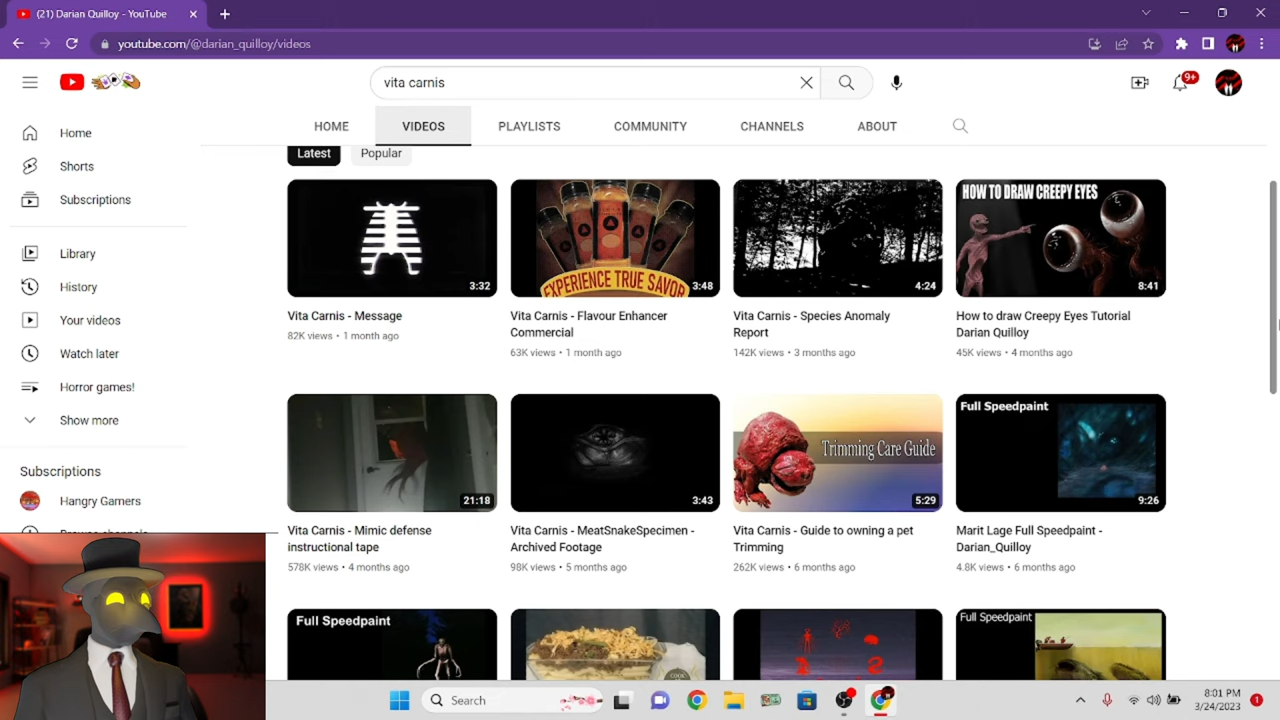 (21) Darian Quilloy - YouTube
youtube.com/@darian_quilloy/videos
vita carnis
9+
HOME VIDEOS PLAYLISTS COMMUNITY CHANNELS ABOUT
Latest Popular
Home
Shorts
Subscriptions
Library
History
Your videos
Watch later
Horror games!
Show more
Subscriptions
Hangry Gamers
3:32
Vita Carnis - Message
82K views • 1 month ago
EXPERIENCE TRUE SAVOR
3:48
Vita Carnis - Flavour Enhancer
Commercial
63K views • 1 month ago
4:24
Vita Carnis - Species Anomaly
Report
142K views • 3 months ago
HOW TO DRAW CREEPY EYES
8:41
How to draw Creepy Eyes Tutorial
Darian Quilloy
45K views • 4 months ago
21:18
Vita Carnis - Mimic defense
instructional tape
578K views • 4 months ago
3:43
Vita Carnis - MeatSnakeSpecimen -
Archived Footage
98K views • 5 months ago
Trimming Care Guide
5:29
Vita Carnis - Guide to owning a pet
Trimming
262K views • 6 months ago
Full Speedpaint
9:26
Marit Lage Full Speedpaint -
Darian_Quilloy
4.8K views • 6 months ago
Full Speedpaint
Full Speedpaint
Search
8:01 PM
3/24/2023
1